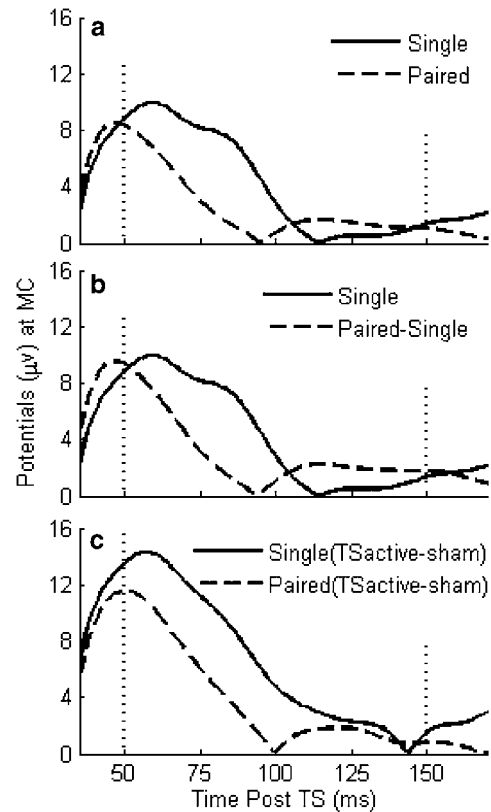 16
a
Single
Paired
12
8
4
0
16
b
Single
Paired-Single
12
8
4
0
16
c
Single(TSactive-sham)
Paired(TSactive-sham)
12
8
4
0
50 75 100 125 150
Time Post TS (ms)
Potentials (μv) at MC